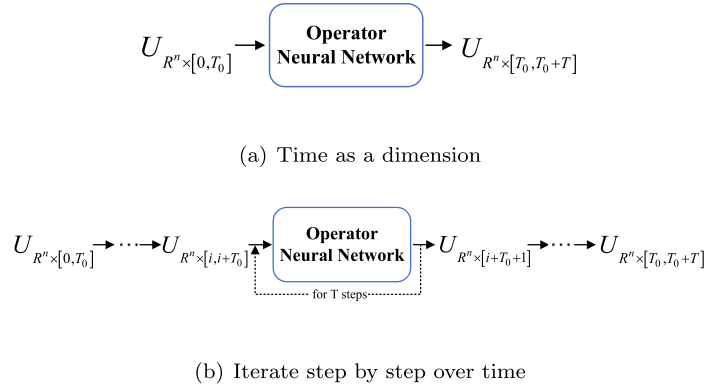 U_{R^n×[0,T_0]} → Operator Neural Network → U_{R^n×[T_0,T_0+T]}
(a) Time as a dimension
U_{R^n×[0,T_0]} → ⋯ → U_{R^n×[i,i+T_0]} → Operator Neural Network → U_{R^n×[i+T_0+1]} → ⋯ → U_{R^n×[T_0,T_0+T]}
for T steps
(b) Iterate step by step over time